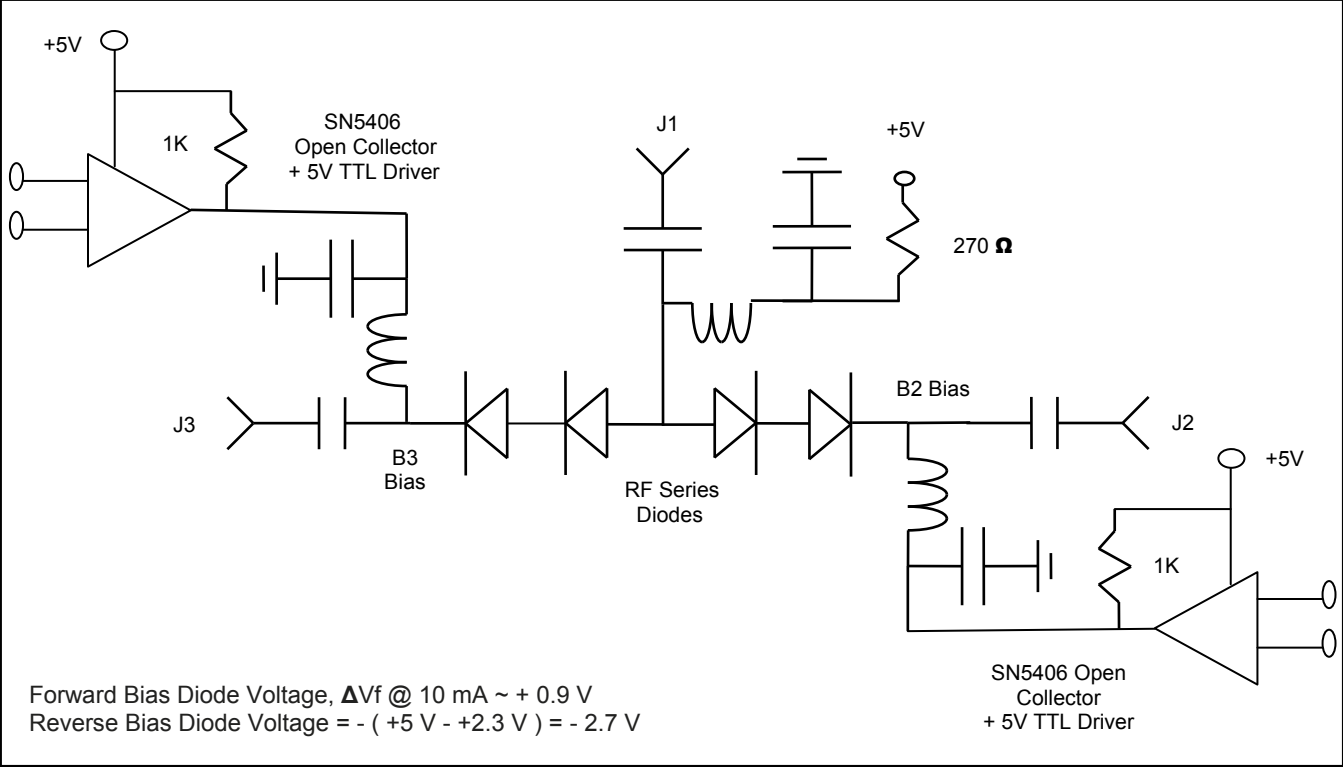 +5V
1K
SN5406
Open Collector
+ 5V TTL Driver
J1
+5V
270 Ω
J3
B3
Bias
RF Series
Diodes
B2 Bias
J2
+5V
1K
SN5406 Open
Collector
+ 5V TTL Driver
Forward Bias Diode Voltage, ΔVf @ 10 mA ~ + 0.9 V
Reverse Bias Diode Voltage = - ( +5 V - +2.3 V ) = - 2.7 V